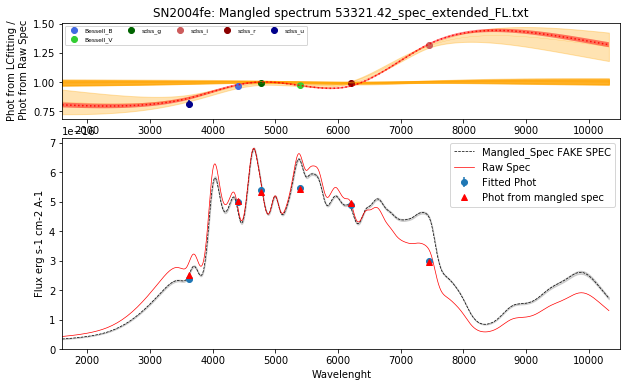 SN2004fe: Mangled spectrum 53321.42_spec_extended_FL.txt
Phot from LCfitting /
Phot from Raw Spec
1.50
1.25
1.00
0.75
Bessell_B
Bessell_V
sdss_g
sdss_i
sdss_r
sdss_u
2000 3000 4000 5000 6000 7000 8000 9000 10000
1e−16
Flux erg s-1 cm-2 A-1
7
6
5
4
3
2
1
0
Mangled_Spec FAKE SPEC
Raw Spec
Fitted Phot
Phot from mangled spec
2000 3000 4000 5000 6000 7000 8000 9000 10000
Wavelenght